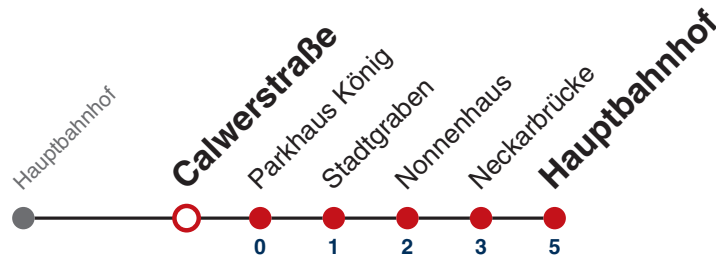 Hauptbahnhof
Calwerstraße
Parkhaus König
Stadtgraben
Nonnenhaus
Neckarbrücke
Hauptbahnhof
0 1 2 3 5